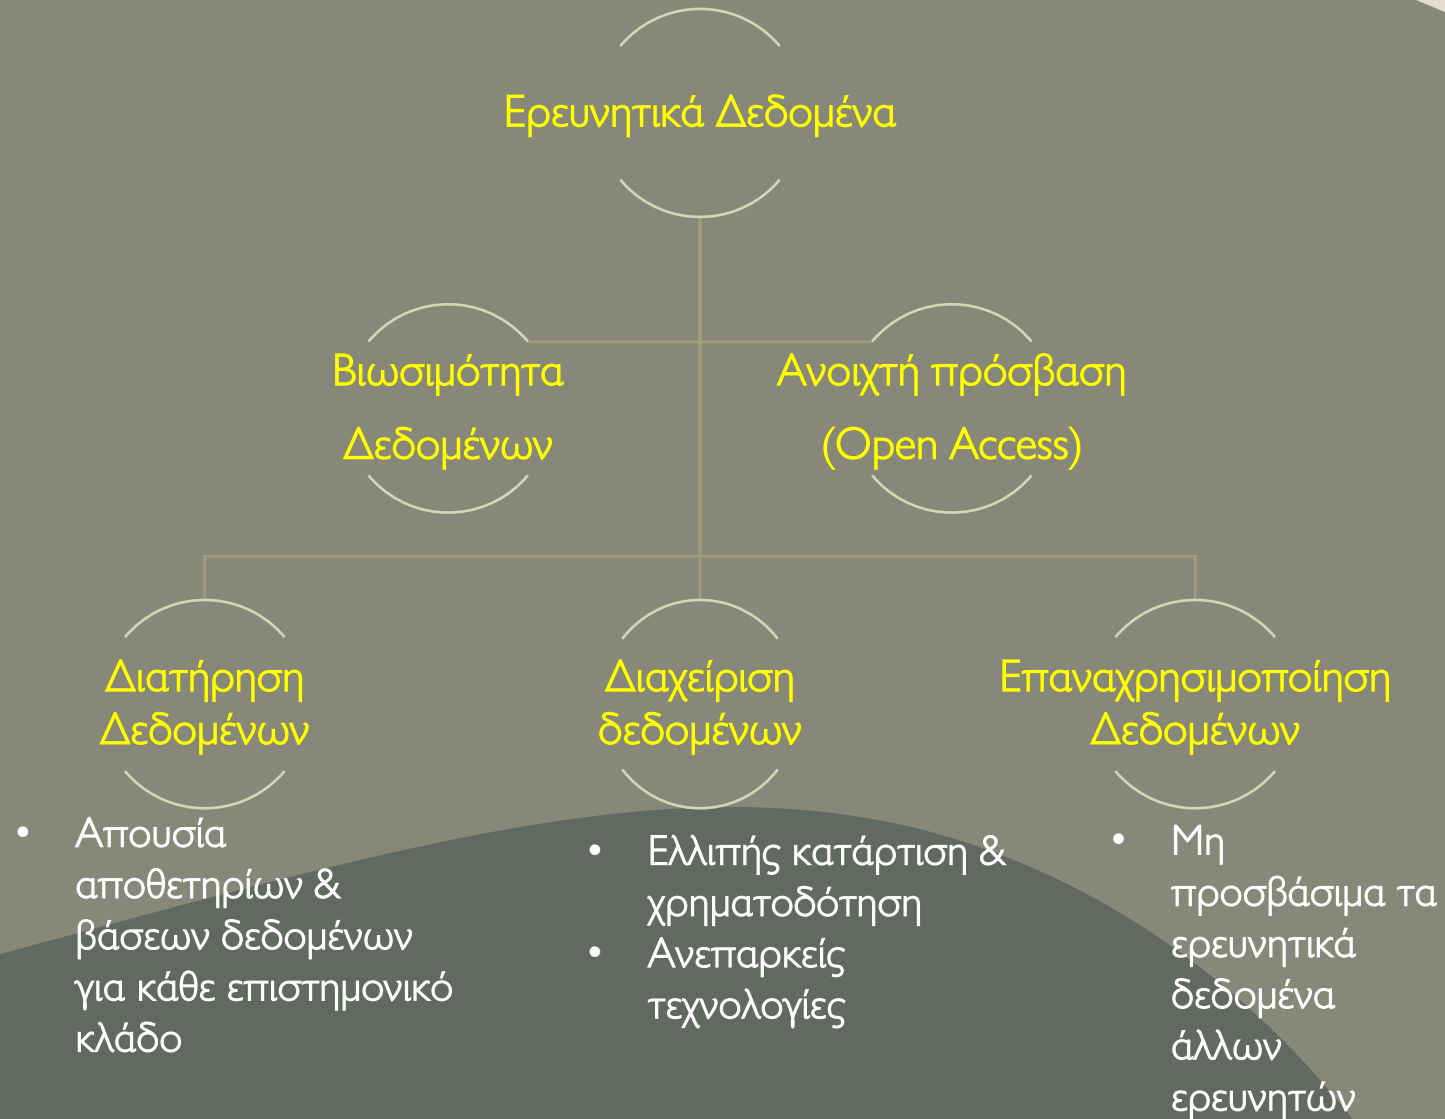 Ερευνητικά Δεδομένα
Βιωσιμότητα
Δεδομένων
Ανοιχτή πρόσβαση
(Open Access)
Διατήρηση
Δεδομένων
Διαχείριση
δεδομένων
Επαναχρησιμοποίηση
Δεδομένων
• Απουσία
αποθετηρίων &
βάσεων δεδομένων
για κάθε επιστημονικό
κλάδο
• Ελλιπής κατάρτιση &
χρηματοδότηση
• Ανεπαρκείς
τεχνολογίες
• Μη
προσβάσιμα τα
ερευνητικά
δεδομένα
άλλων
ερευνητών